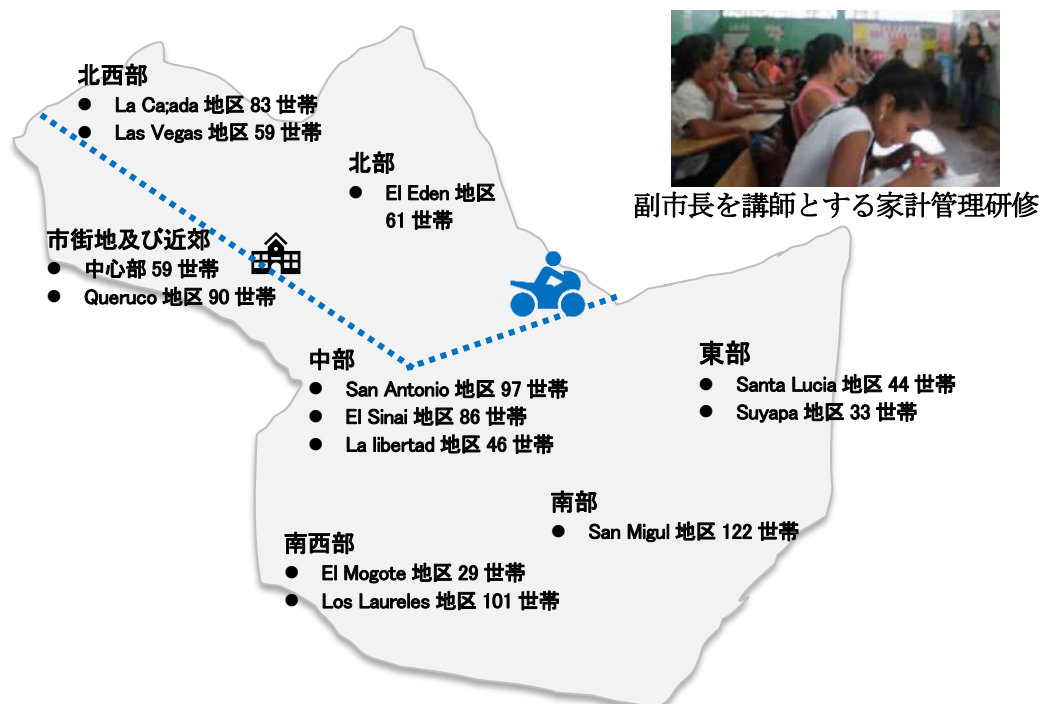 北西部
● La Ca;ada 地区 83 世帯
● Las Vegas 地区 59 世帯
北部
● El Eden 地区
61 世帯
副市長を講師とする家計管理研修
市街地及び近郊
● 中心部 59 世帯
● Queruco 地区 90 世帯
中部
● San Antonio 地区 97 世帯
● El Sinai 地区 86 世帯
● La libertad 地区 46 世帯
東部
● Santa Lucia 地区 44 世帯
● Suyapa 地区 33 世帯
南部
● San Migul 地区 122 世帯
南西部
● El Mogote 地区 29 世帯
● Los Laureles 地区 101 世帯